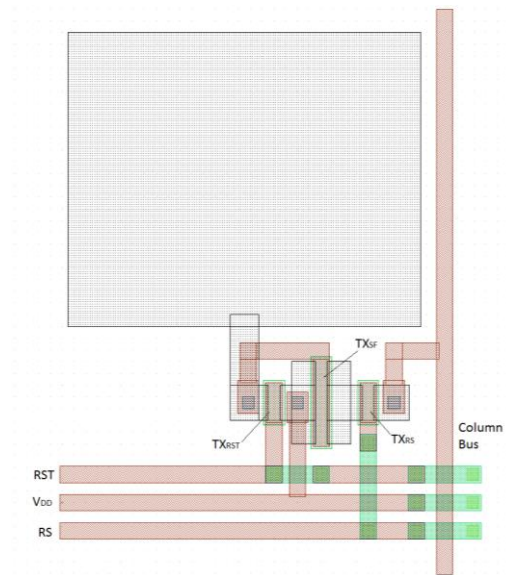 TXSF
TXRST
TXRS
Column
Bus
RST
VDD
RS